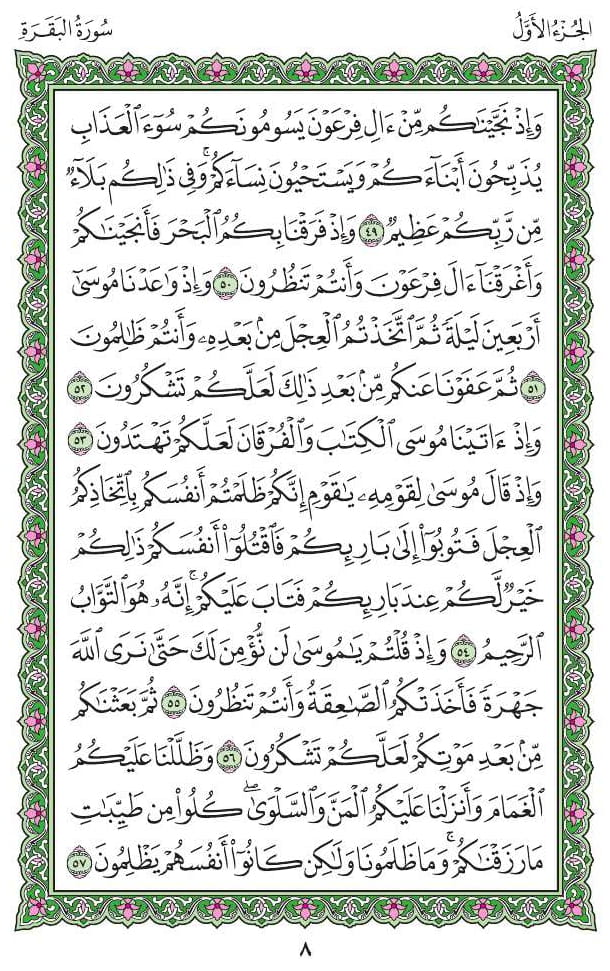 الجُزْءُ الأَوَّلُ
سُورَةُ البَقَرَةِ
وَإِذْ نَجَّيْنَٰكُم مِّنْ ءَالِ فِرْعَوْنَ يَسُومُونَكُمْ سُوٓءَ ٱلْعَذَابِ
يُذَبِّحُونَ أَبْنَآءَكُمْ وَيَسْتَحْيُونَ نِسَآءَكُمْ ۚ وَفِى ذَٰلِكُم بَلَآءٌ
مِّن رَّبِّكُمْ عَظِيمٌ ٤٩ وَإِذْ فَرَقْنَا بِكُمُ ٱلْبَحْرَ فَأَنجَيْنَٰكُمْ
وَأَغْرَقْنَآ ءَالَ فِرْعَوْنَ وَأَنتُمْ تَنظُرُونَ ٥٠ وَإِذْ وَٰعَدْنَا مُوسَىٰٓ
أَرْبَعِينَ لَيْلَةً ثُمَّ ٱتَّخَذْتُمُ ٱلْعِجْلَ مِنۢ بَعْدِهِۦ وَأَنتُمْ ظَٰلِمُونَ
٥١ ثُمَّ عَفَوْنَا عَنكُم مِّنۢ بَعْدِ ذَٰلِكَ لَعَلَّكُمْ تَشْكُرُونَ ٥٢
وَإِذْ ءَاتَيْنَا مُوسَى ٱلْكِتَٰبَ وَٱلْفُرْقَانَ لَعَلَّكُمْ تَهْتَدُونَ ٥٣
وَإِذْ قَالَ مُوسَىٰ لِقَوْمِهِۦ يَٰقَوْمِ إِنَّكُمْ ظَلَمْتُمْ أَنفُسَكُم بِٱتِّخَاذِكُمُ
ٱلْعِجْلَ فَتُوبُوٓا۟ إِلَىٰ بَارِئِكُمْ فَٱقْتُلُوٓا۟ أَنفُسَكُمْ ذَٰلِكُمْ
خَيْرٌ لَّكُمْ عِندَ بَارِئِكُمْ فَتَابَ عَلَيْكُمْ ۚ إِنَّهُۥ هُوَ ٱلتَّوَّابُ
ٱلرَّحِيمُ ٥٤ وَإِذْ قُلْتُمْ يَٰمُوسَىٰ لَن نُّؤْمِنَ لَكَ حَتَّىٰ نَرَى ٱللَّهَ
جَهْرَةً فَأَخَذَتْكُمُ ٱلصَّٰعِقَةُ وَأَنتُمْ تَنظُرُونَ ٥٥ ثُمَّ بَعَثْنَٰكُم
مِّنۢ بَعْدِ مَوْتِكُمْ لَعَلَّكُمْ تَشْكُرُونَ ٥٦ وَظَلَّلْنَا عَلَيْكُمُ
ٱلْغَمَامَ وَأَنزَلْنَا عَلَيْكُمُ ٱلْمَنَّ وَٱلسَّلْوَىٰ ۖ كُلُوا۟ مِن طَيِّبَٰتِ
مَا رَزَقْنَٰكُمْ ۚ وَمَا ظَلَمُونَا وَلَٰكِن كَانُوٓا۟ أَنفُسَهُمْ يَظْلِمُونَ ٥٧
٨